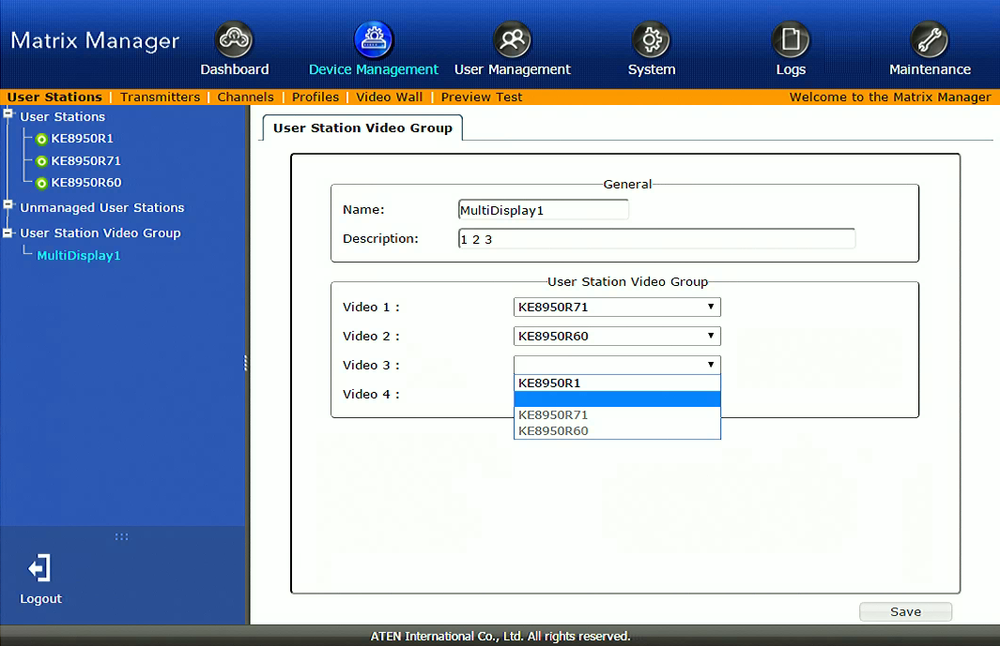 Matrix Manager
Dashboard
Device Management
User Management
System
Logs
Maintenance
User Stations | Transmitters | Channels | Profiles | Video Wall | Preview Test
Welcome to the Matrix Manager
User Stations
KE8950R1
KE8950R71
KE8950R60
Unmanaged User Stations
User Station Video Group
MultiDisplay1
Logout
User Station Video Group
General
Name: MultiDisplay1
Description: 1 2 3
User Station Video Group
Video 1 : KE8950R71
Video 2 : KE8950R60
Video 3 :
KE8950R1
Video 4 :
KE8950R71
KE8950R60
Save
ATEN International Co., Ltd. All rights reserved.